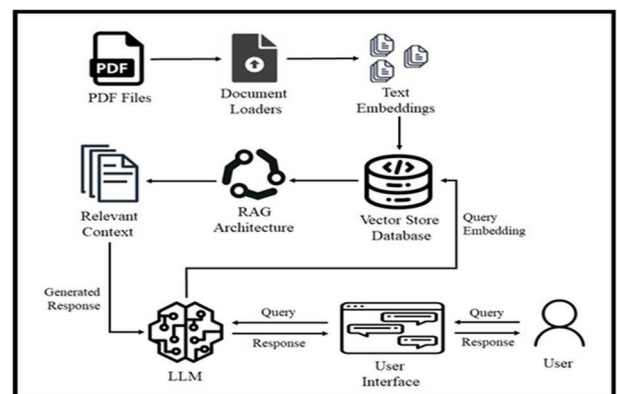 PDF
PDF Files
Document
Loaders
Text
Embeddings
Relevant
Context
RAG
Architecture
</>
Vector Store
Database
Query
Embedding
Generated
Response
LLM
Query
Response
User
Interface
Query
Response
User